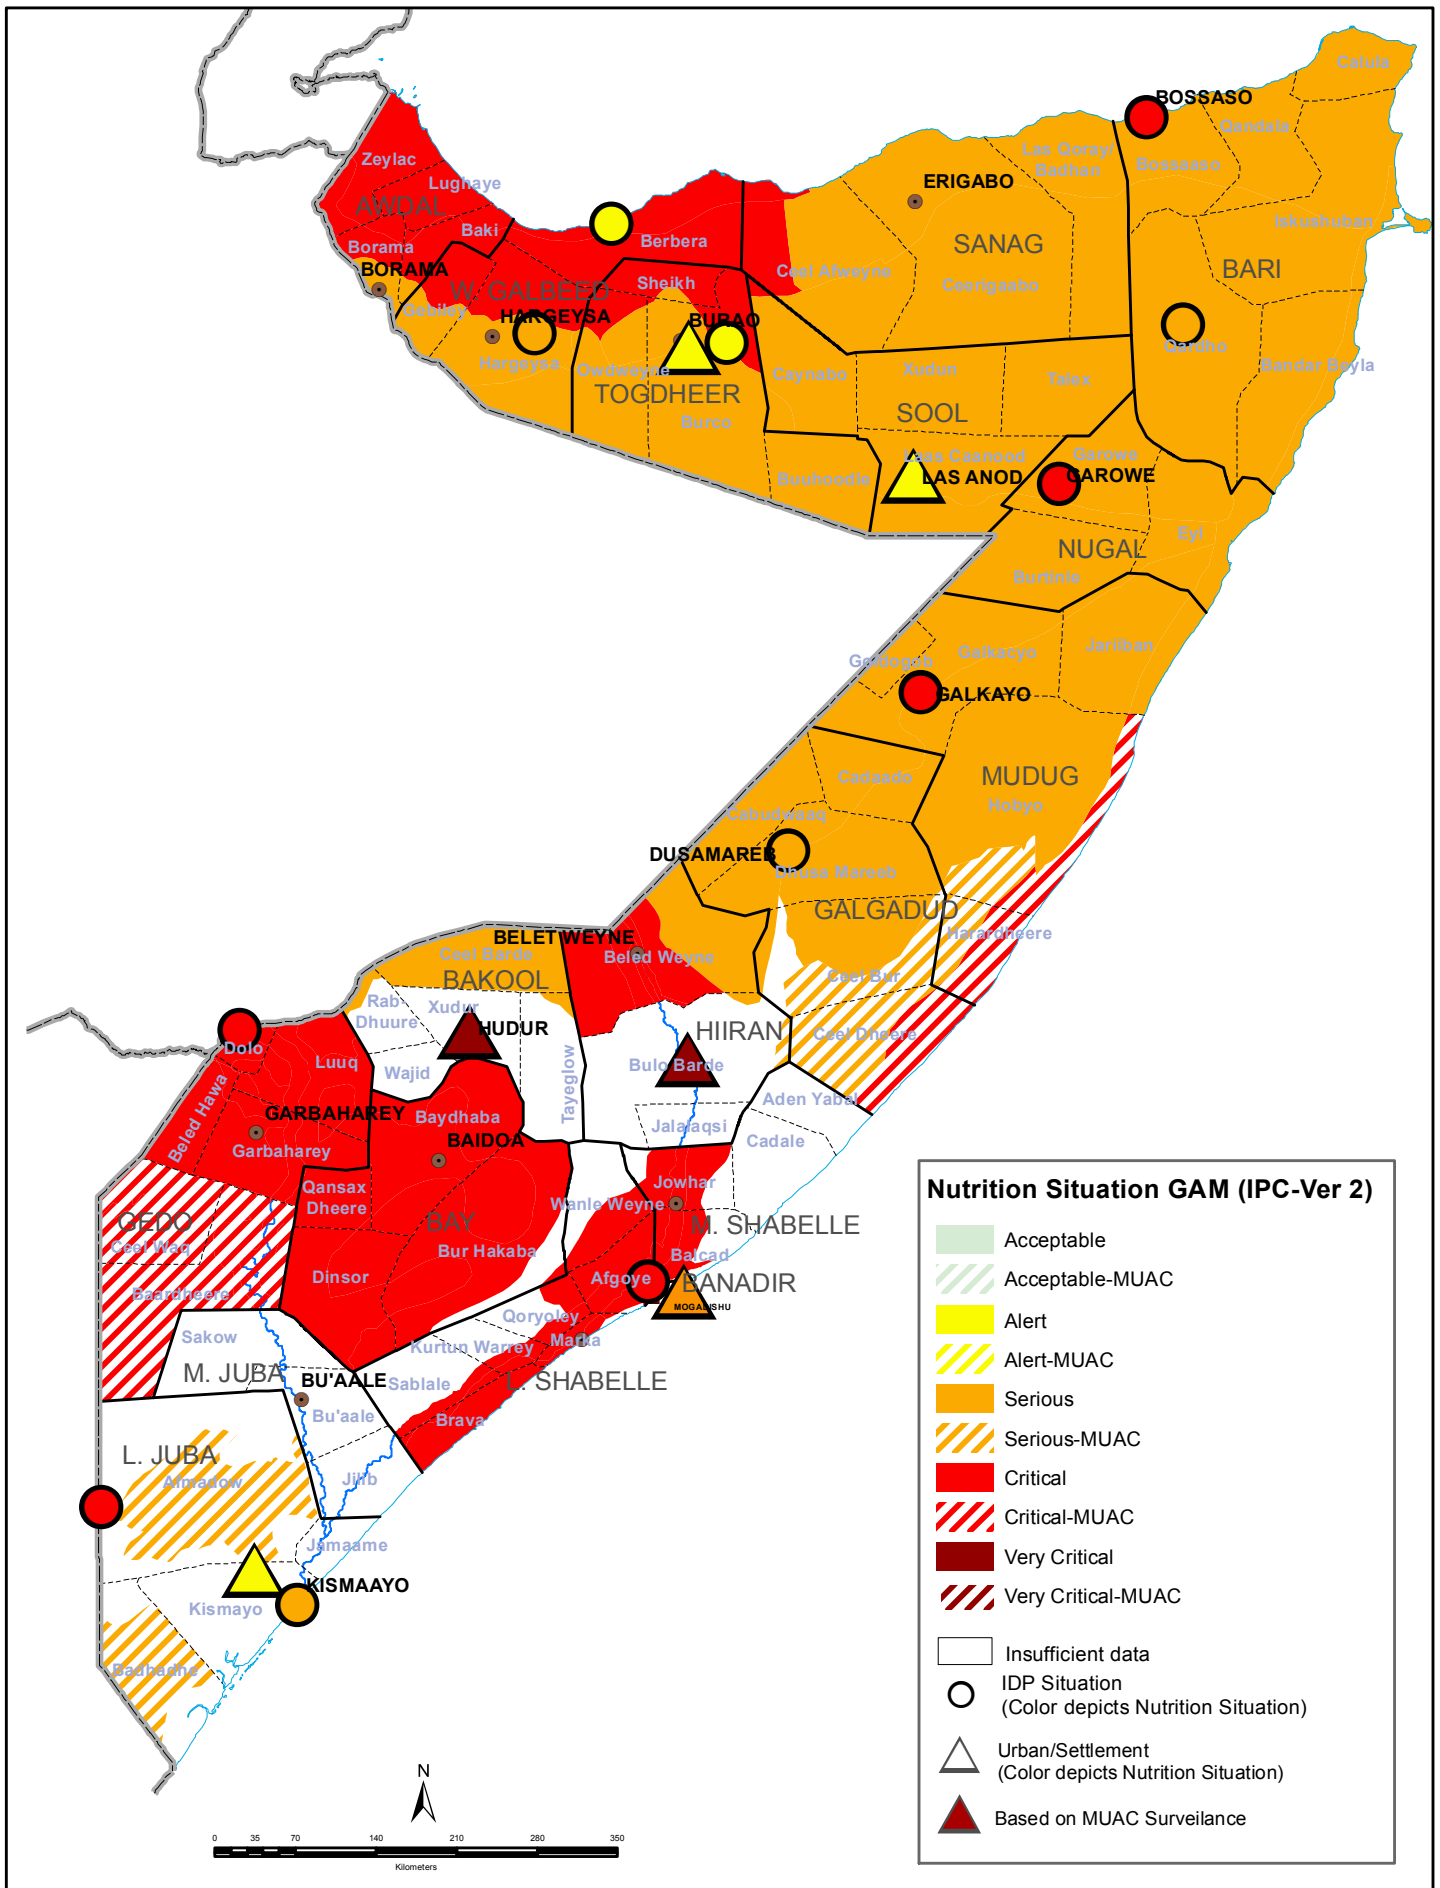 Calula
BOSSASO
Qandala
Las Qoray/
Badhan
Bossaaso
Zeylac
Lughaye
AWDAL
ERIGABO
Iskushuban
Baki
Berbera
SANAG
Borama
BORAMA
BARI
Ceel Afweyne
Sheikh
W. GALBEED
Ceerigaabo
Gebiley
HARGEYSA
BURAO
Qardho
Hargeysa
Owdweyne
Caynabo
Xudun
Talex
Bandar Beyla
TOGDHEER
SOOL
Burco
Garowe
Laas Caanood
Buuhoodle
LAS ANOD
GAROWE
Eyl
NUGAL
Burtinle
Jariiban
Galkacyo
Goldogob
GALKAYO
MUDUG
Cadaado
Hobyo
Cabudwaaq
DUSAMAREB
Dhusa Mareeb
GALGADUD
BELET WEYNE
Harardheere
Ceel Barde
Beled Weyne
BAKOOL
Ceel Bur
Rab-
Dhuure
Xudur
HUDUR
HIIRAN
Ceel Dheere
Dolo
Luuq
Wajid
Tayeglow
Bulo Barde
Aden Yabal
Beled Hawa
GARBAHAREY
Baydhaba
Jalalaqsi
Cadale
BAIDOA
Garbaharey
Qansax
Dheere
Jowhar
Wanle Weyne
GEDO
BAY
M. SHABELLE
Ceel Waq
Bur Hakaba
Balcad
Dinsor
Afgoye
BANADIR
Baardheere
MOGADISHU
Qoryoley
Sakow
Kurtun Warrey
Marka
M. JUBA
BU'AALE
Sablale
L. SHABELLE
Bu'aale
Brava
L. JUBA
Afmadow
Jilib
Jamaame
KISMAAYO
Kismayo
Badhadhe
N
0 35 70 140 210 280 350
Kilometers
Nutrition Situation GAM (IPC-Ver 2)
Acceptable
Acceptable-MUAC
Alert
Alert-MUAC
Serious
Serious-MUAC
Critical
Critical-MUAC
Very Critical
Very Critical-MUAC
Insufficient data
IDP Situation
(Color depicts Nutrition Situation)
Urban/Settlement
(Color depicts Nutrition Situation)
Based on MUAC Surveilance